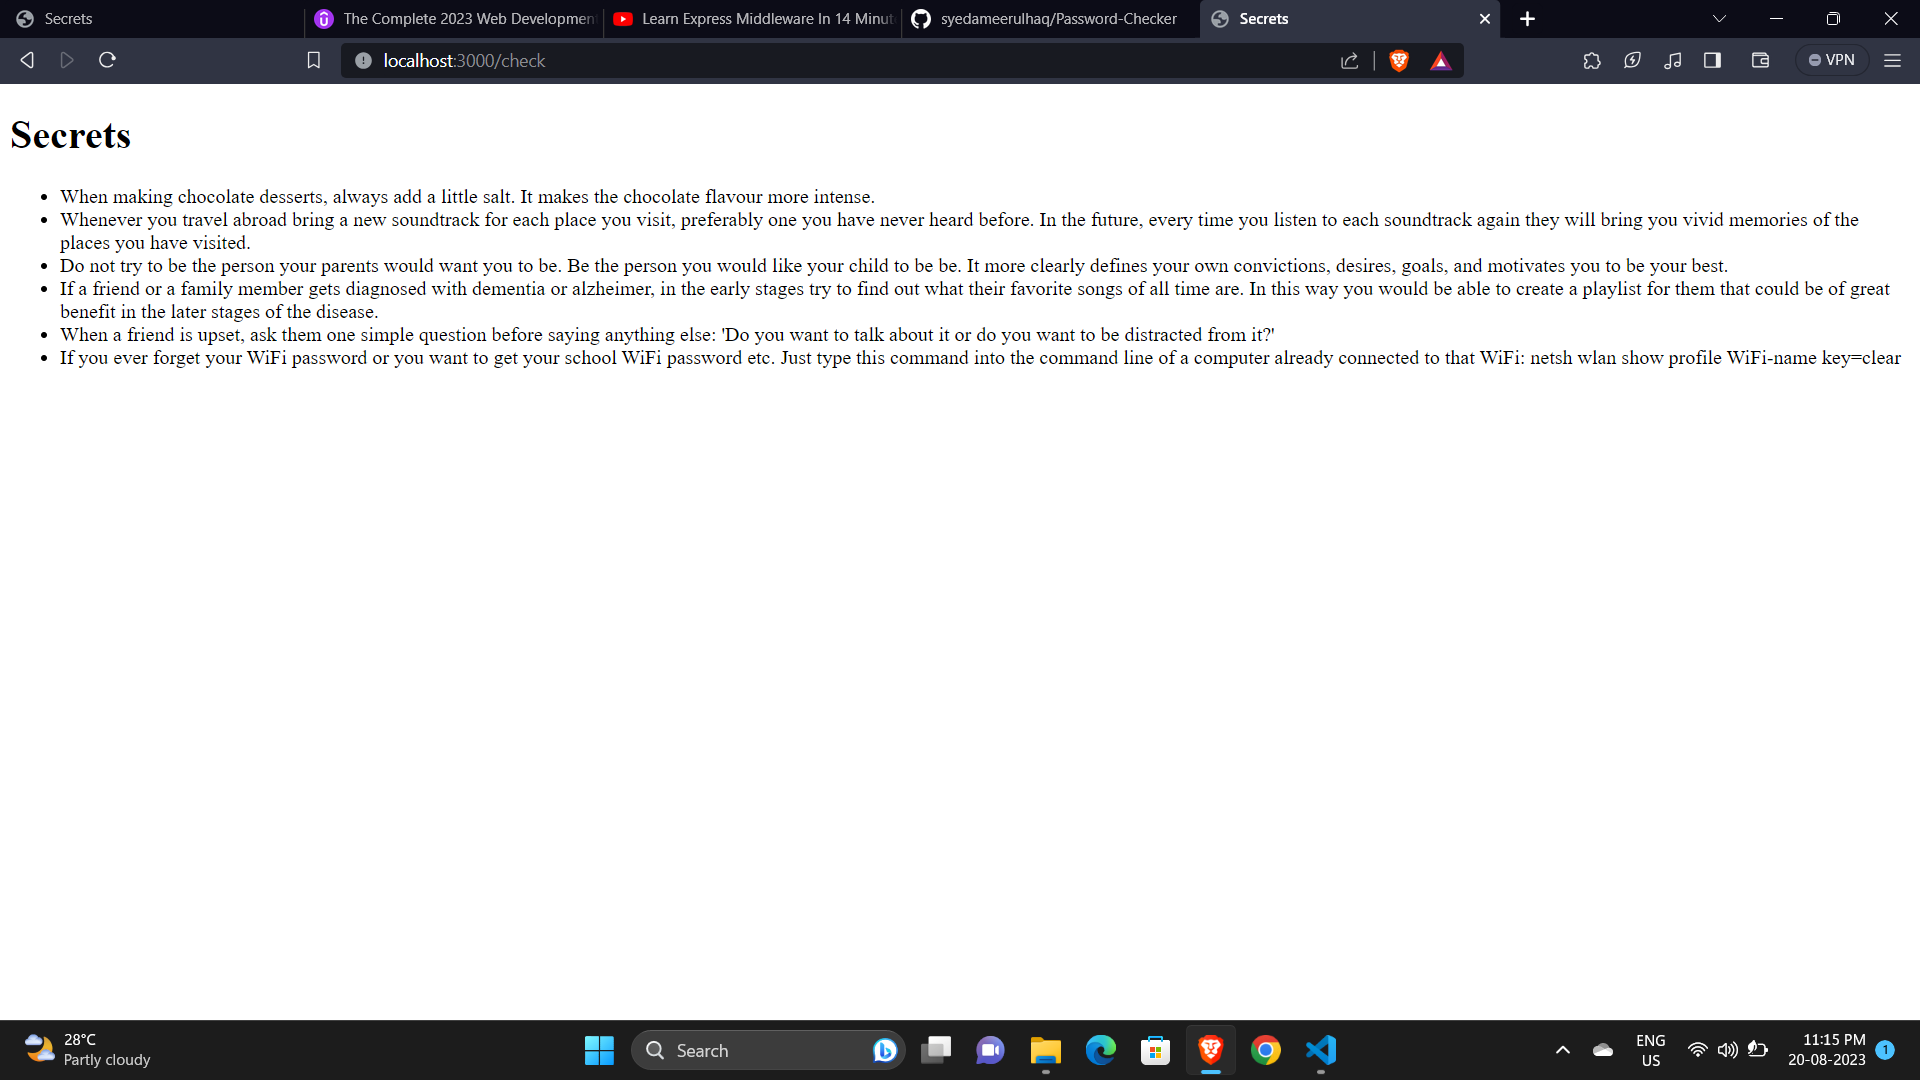 Secrets
The Complete 2023 Web Developmen
Learn Express Middleware In 14 Minut
syedameerulhaq/Password-Checker
Secrets
localhost:3000/check
VPN
Secrets
• When making chocolate desserts, always add a little salt. It makes the chocolate flavour more intense.
• Whenever you travel abroad bring a new soundtrack for each place you visit, preferably one you have never heard before. In the future, every time you listen to each soundtrack again they will bring you vivid memories of the
places you have visited.
• Do not try to be the person your parents would want you to be. Be the person you would like your child to be be. It more clearly defines your own convictions, desires, goals, and motivates you to be your best.
• If a friend or a family member gets diagnosed with dementia or alzheimer, in the early stages try to find out what their favorite songs of all time are. In this way you would be able to create a playlist for them that could be of great
benefit in the later stages of the disease.
• When a friend is upset, ask them one simple question before saying anything else: 'Do you want to talk about it or do you want to be distracted from it?'
• If you ever forget your WiFi password or you want to get your school WiFi password etc. Just type this command into the command line of a computer already connected to that WiFi: netsh wlan show profile WiFi-name key=clear
28°C
Partly cloudy
Search
ENG
US
11:15 PM
20-08-2023
1